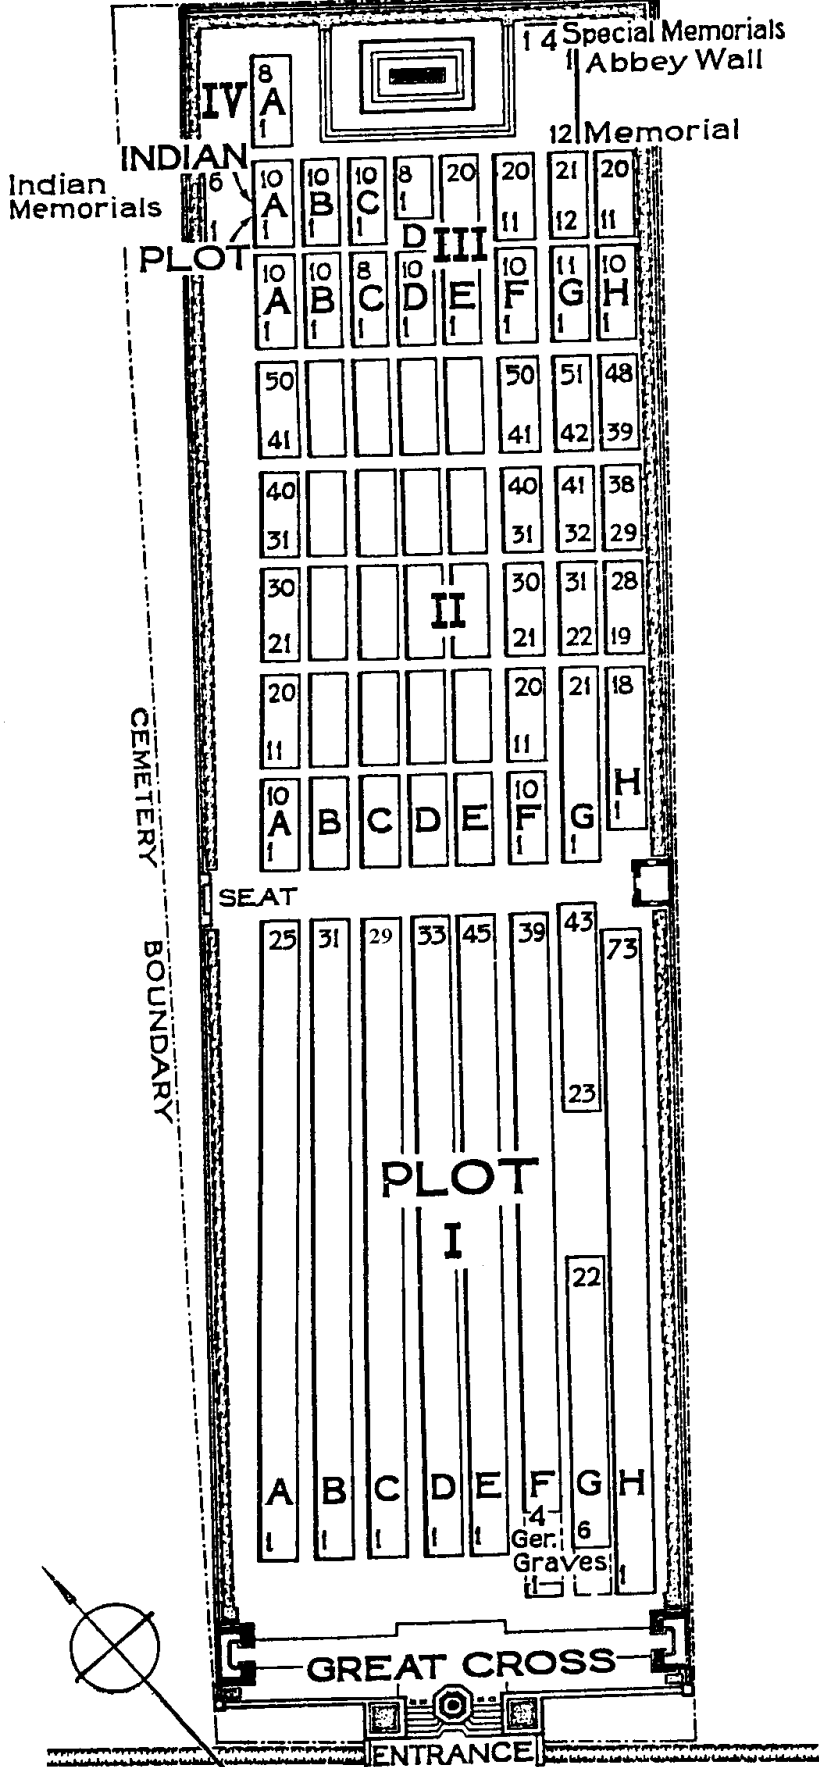 1 4 Special Memorials
1 Abbey Wall
8
IV A
1
12 Memorial
INDIAN
Indian
Memorials
6
1
PLOT
10 10 10 8 20 20 21 20
A B C 1 11 12 11
1 1 1
D III
10 10 8 10 10 11 10
A B C D E F G H
1 1 1 1 1 1 1 1
50 50 51 48
41 41 42 39
40 40 41 38
31 31 32 29
30 30 31 28
II
21 21 22 19
20 20 21 18
11 11
10 10
A B C D E F G H
1 1 1 1
CEMETERY BOUNDARY
SEAT
25 31 29 33 45 39 43 73
23
PLOT
I
22
A B C D E F G H
1 1 1 1 1 4 6 1
Ger.
Graves
1
GREAT CROSS
ENTRANCE